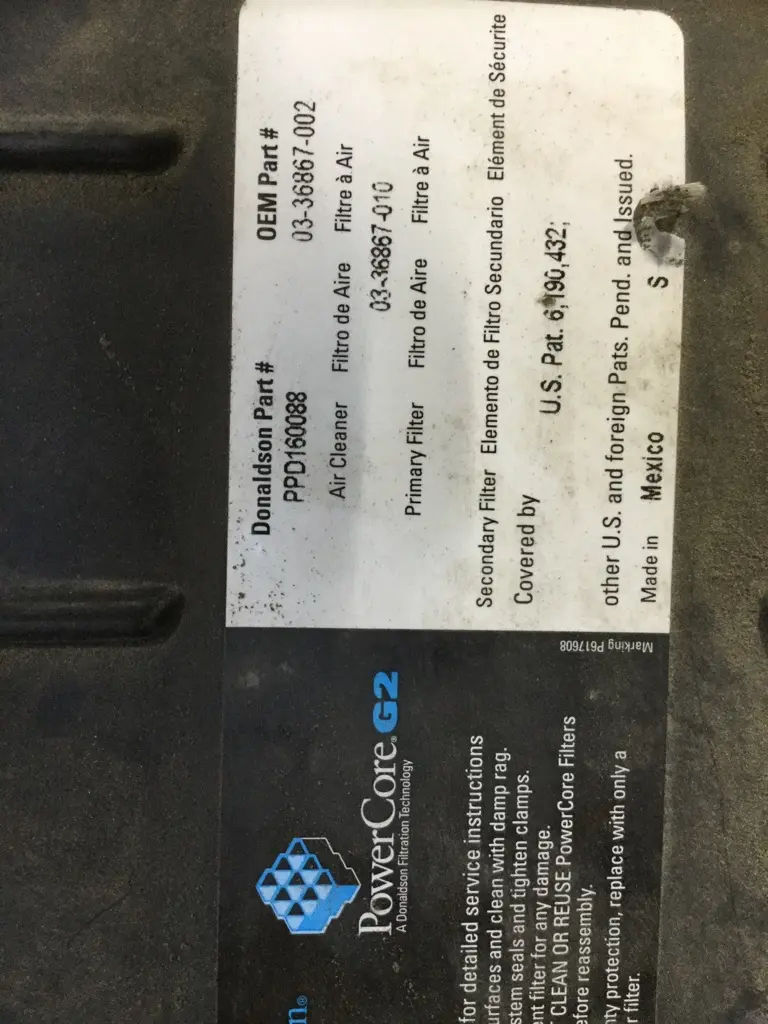 PowerCore® G2
A Donaldson Filtration Technology
n®
for detailed service instructions
urfaces and clean with damp rag.
stem seals and tighten clamps.
nt filter for any damage.
CLEAN OR REUSE PowerCore Filters
efore reassembly.
nty protection, replace with only a
r filter.
Marking P617608
Donaldson Part # OEM Part #
PPD160088 03-36867-002
Air Cleaner Filtro de Aire Filtre à Air
03-36867-010
Primary Filter Filtro de Aire Filtre à Air
Secondary Filter Elemento de Filtro Secundario Elément de Sécurite
Covered by
U.S. Pat. 6,190,432;
other U.S. and foreign Pats. Pend. and Issued.
Made in Mexico S